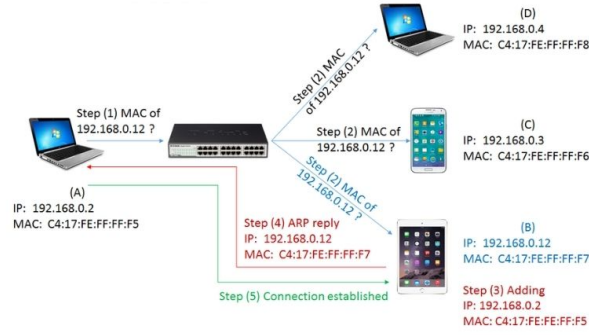 (D)
IP: 192.168.0.4
MAC: C4:17:FE:FF:FF:F8
Step (2) MAC
of 192.168.0.12 ?
Step (1) MAC of
192.168.0.12 ?
Step (2) MAC of
192.168.0.12 ?
(C)
IP: 192.168.0.3
MAC: C4:17:FE:FF:FF:F6
Step (2) MAC of
192.168.0.12 ?
(A)
IP: 192.168.0.2
MAC: C4:17:FE:FF:FF:F5
Step (4) ARP reply
IP: 192.168.0.12
MAC: C4:17:FE:FF:FF:F7
(B)
IP: 192.168.0.12
MAC: C4:17:FE:FF:FF:F7
Step (5) Connection established
Step (3) Adding
IP: 192.168.0.2
MAC: C4:17:FE:FE:FF:F5